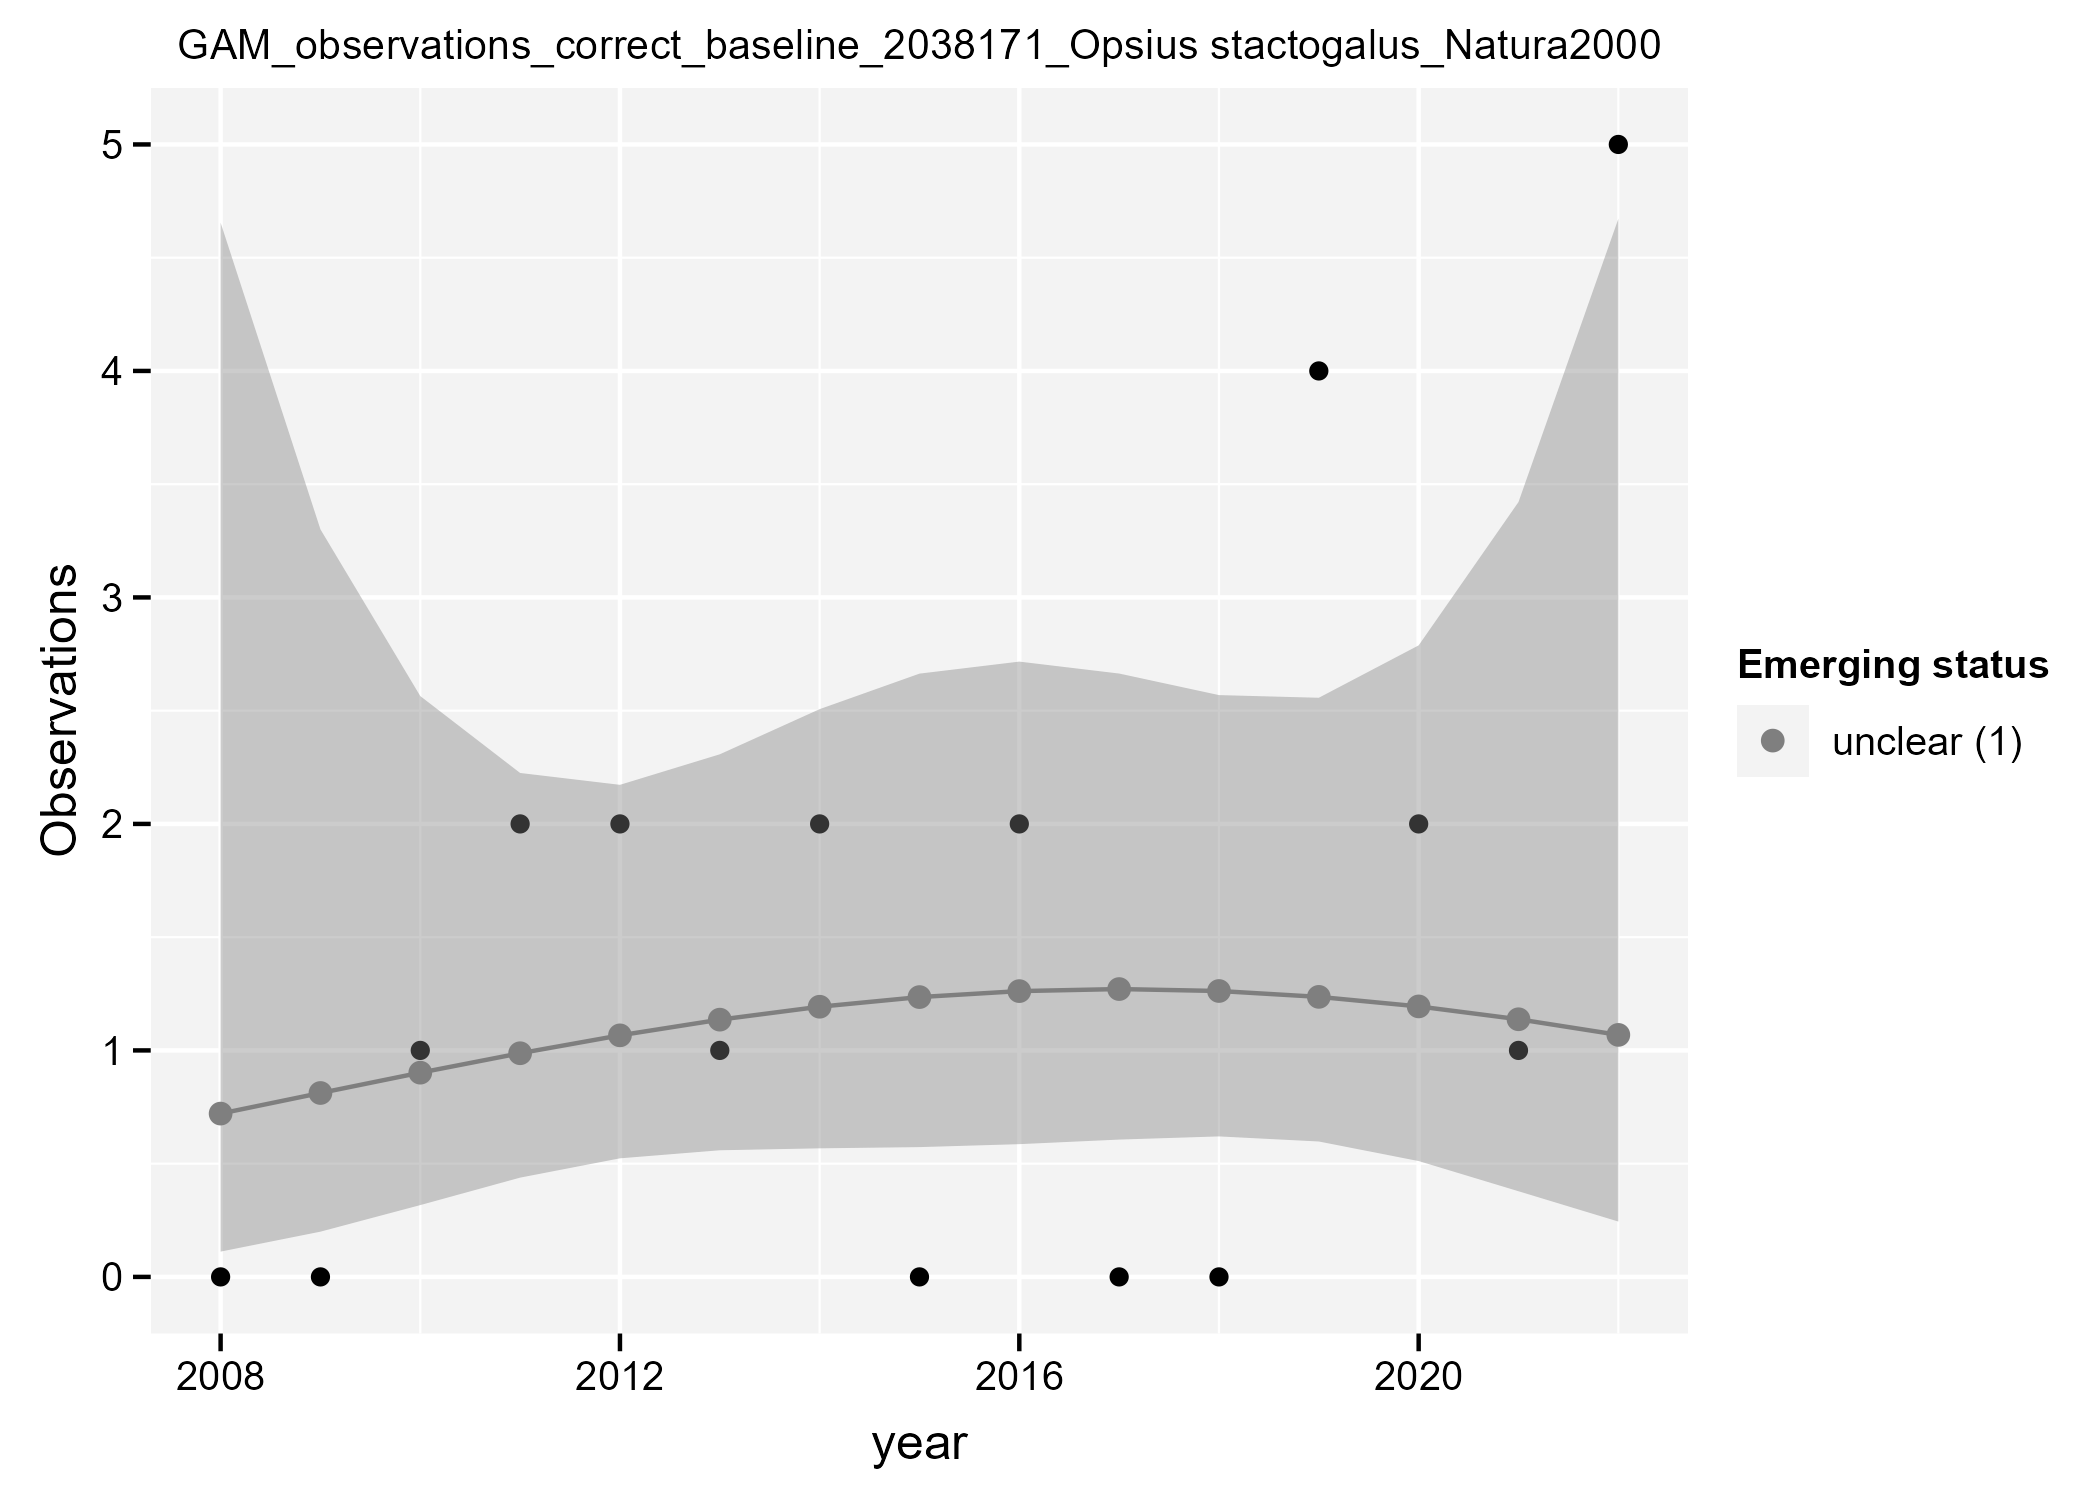 GAM_observations_correct_baseline_2038171_Opsius stactogalus_Natura2000
5
4
3
2
1
0
Observations
2008
2012
2016
2020
year
Emerging status
unclear (1)